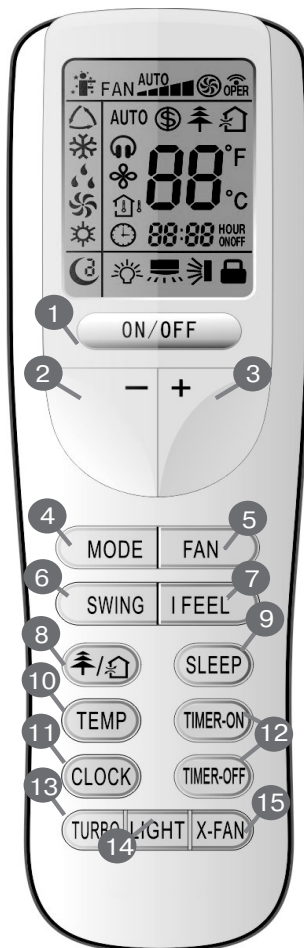 FAN AUTO OPER
AUTO
88 °F
°C
88:88 HOUR
ONOFF
1
ON/OFF
2 − + 3
4 5
MODE FAN
6 7
SWING I FEEL
8 9
SLEEP
10
TEMP TIMER-ON
11 12
CLOCK TIMER-OFF
13 15
TURBO LIGHT X-FAN
14